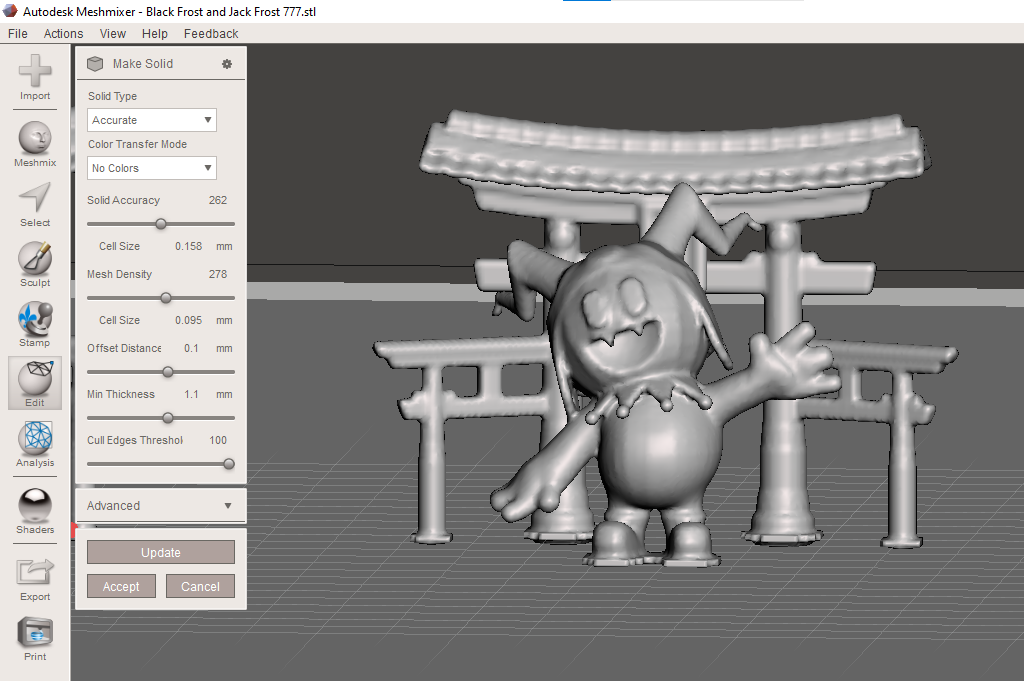 Autodesk Meshmixer - Black Frost and Jack Frost 777.stl
File Actions View Help Feedback
Import
Meshmix
Select
Sculpt
Stamp
Edit
Analysis
Shaders
Export
Print
Make Solid
Solid Type
Accurate
Color Transfer Mode
No Colors
Solid Accuracy 262
Cell Size 0.158 mm
Mesh Density 278
Cell Size 0.095 mm
Offset Distance 0.1 mm
Min Thickness 1.1 mm
Cull Edges Threshol 100
Advanced
Update
Accept Cancel